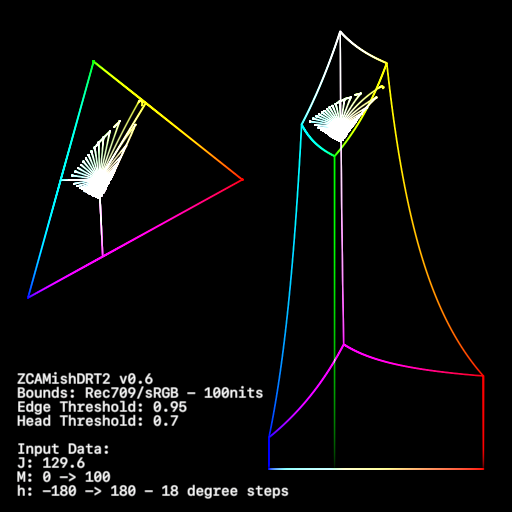 ZCAMishDRT2 v0.6
Bounds: Rec709/sRGB - 100nits
Edge Threshold: 0.95
Head Threshold: 0.7
Input Data:
J: 129.6
M: 0 -> 100
h: -180 -> 180 - 18 degree steps